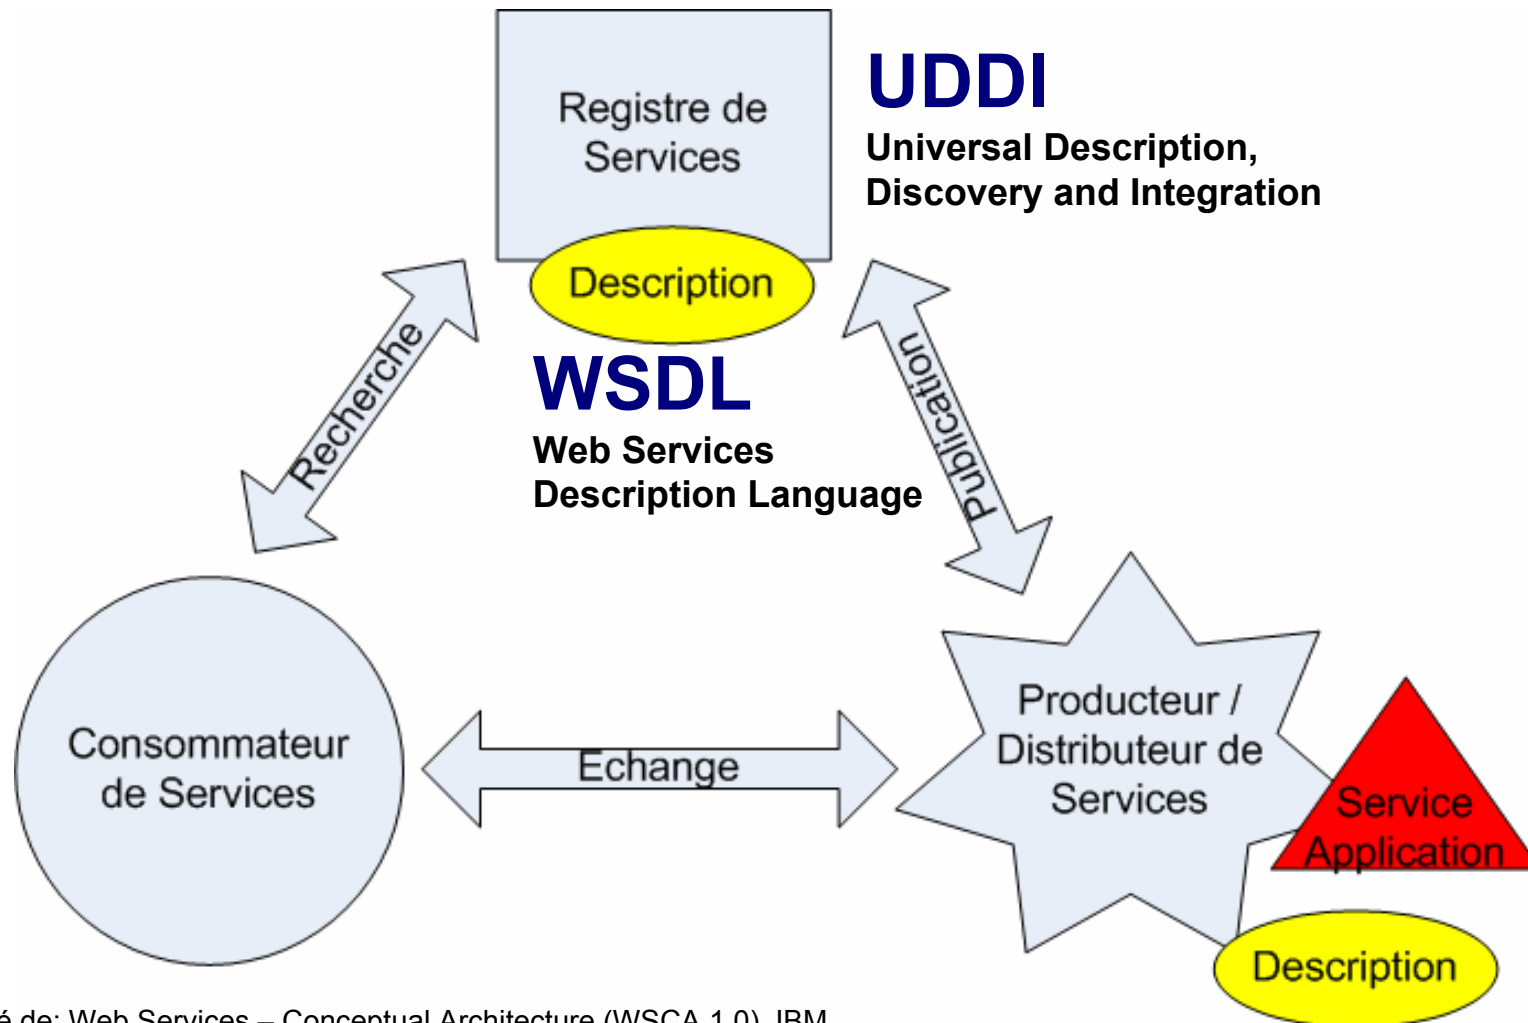 Registre de
Services
UDDI
Universal Description,
Discovery and Integration
Description
WSDL
Web Services
Description Language
Recherche
Publication
Consommateur
de Services
Echange
Producteur /
Distributeur de
Services
Service
Application
Description
de: Web Services – Conceptual Architecture (WSCA 1.0) IBM